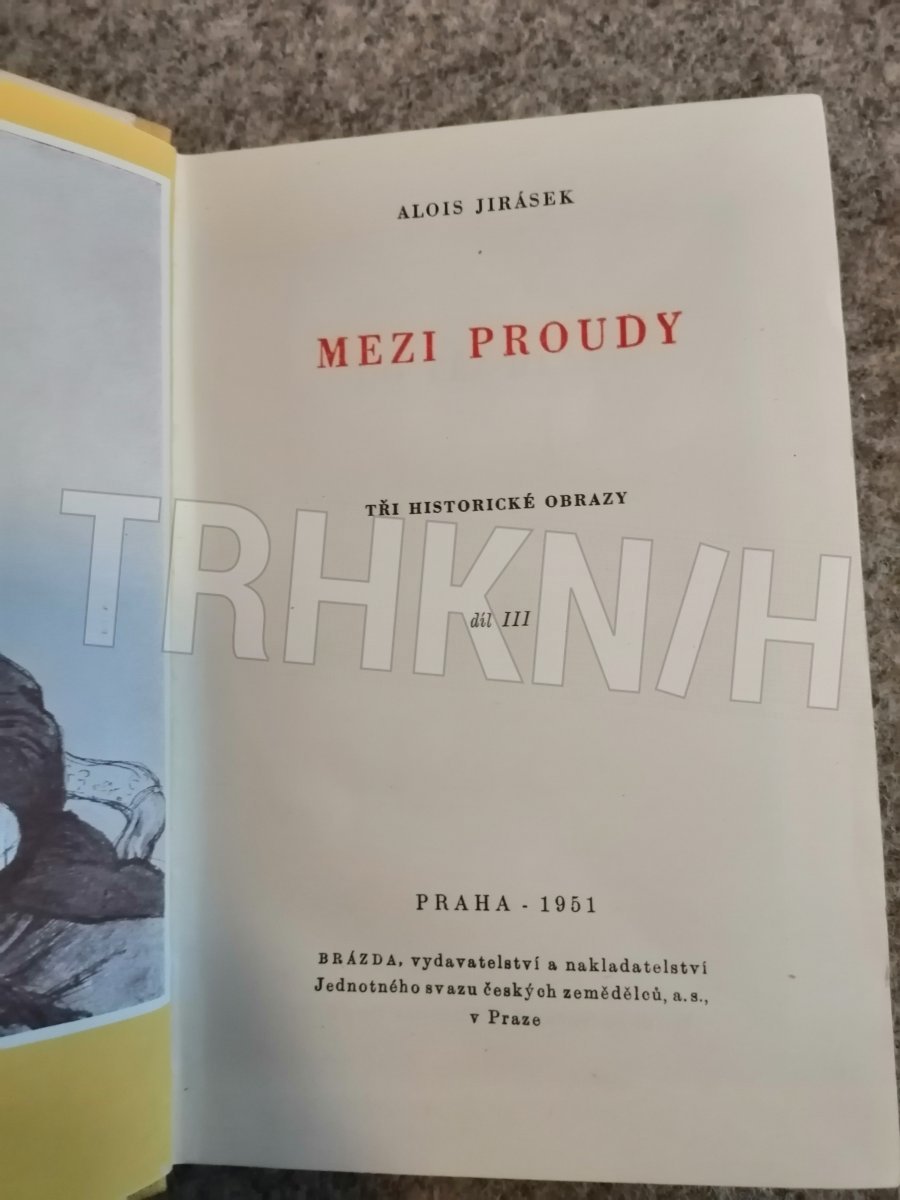 ALOIS JIRÁSEK
MEZI PROUDY
TŘI HISTORICKÉ OBRAZY
TRHKN/H
díl III
PRAHA - 1951
BRÁZDA, vydavatelství a nakladatelství
Jednotného svazu českých zemědělců, a.s.,
v Praze